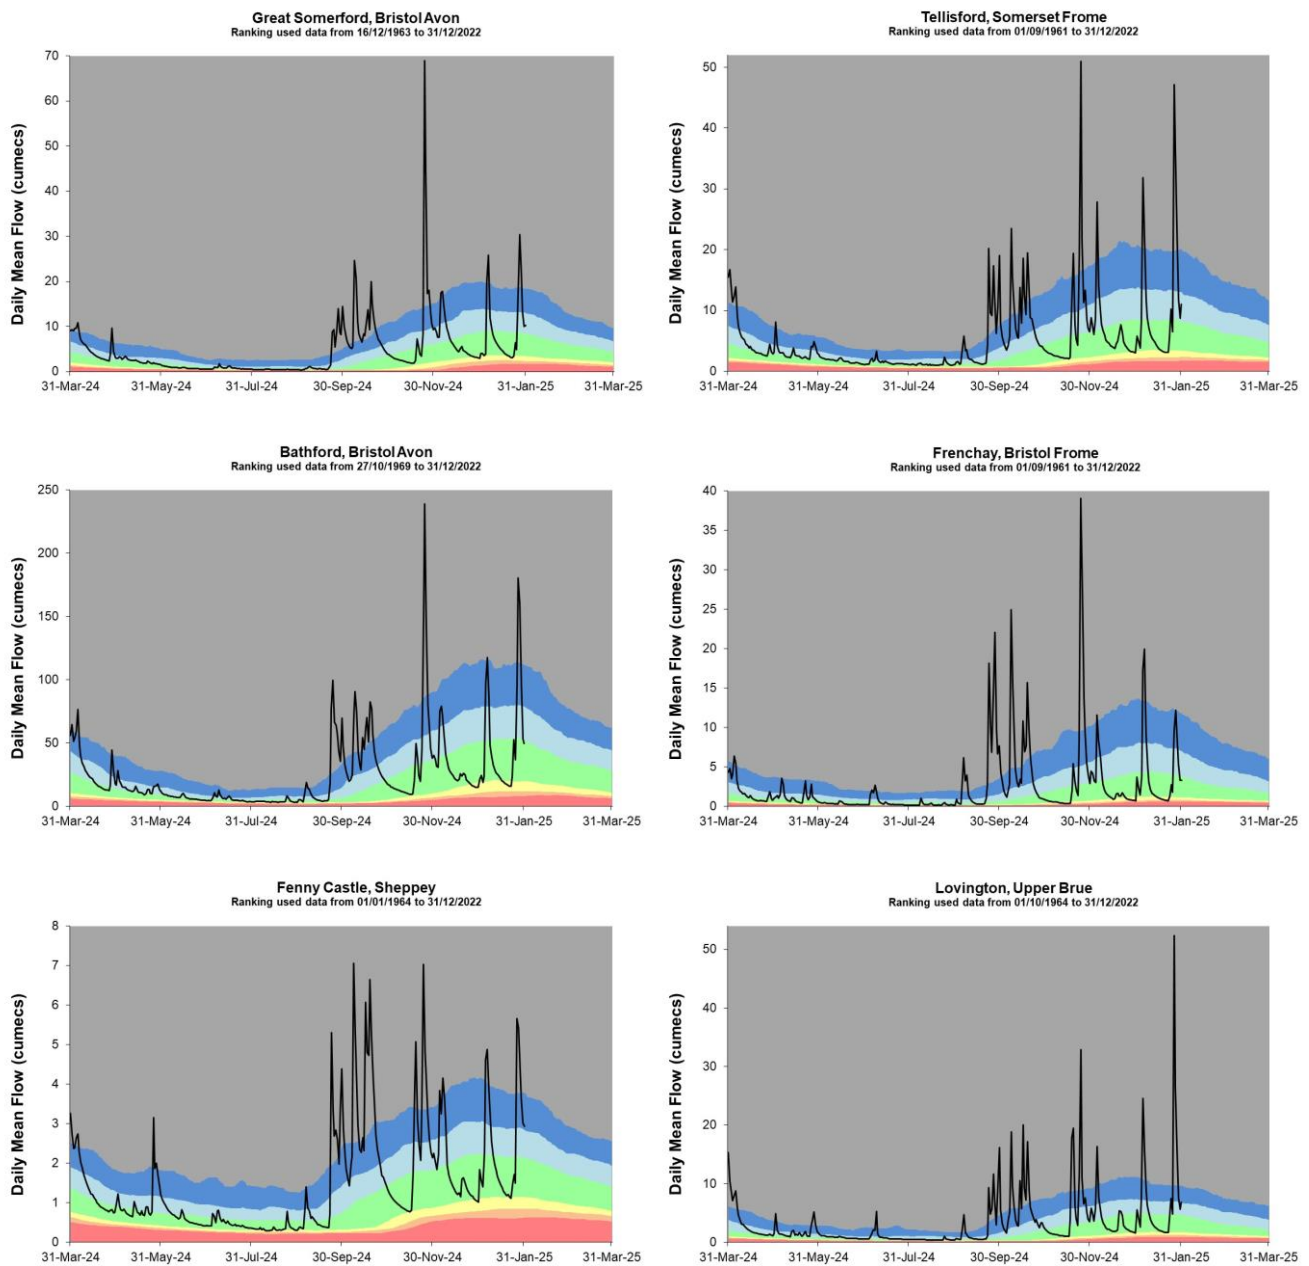 Great Somerford, Bristol Avon
Ranking used data from 16/12/1963 to 31/12/2022
Daily Mean Flow (cumecs)
70
60
50
40
30
20
10
0
31-Mar-24 31-May-24 31-Jul-24 30-Sep-24 30-Nov-24 31-Jan-25 31-Mar-25
Tellisford, Somerset Frome
Ranking used data from 01/09/1961 to 31/12/2022
Daily Mean Flow (cumecs)
50
40
30
20
10
0
31-Mar-24 31-May-24 31-Jul-24 30-Sep-24 30-Nov-24 31-Jan-25 31-Mar-25
Bathford, Bristol Avon
Ranking used data from 27/10/1969 to 31/12/2022
Daily Mean Flow (cumecs)
250
200
150
100
50
0
31-Mar-24 31-May-24 31-Jul-24 30-Sep-24 30-Nov-24 31-Jan-25 31-Mar-25
Frenchay, Bristol Frome
Ranking used data from 01/09/1961 to 31/12/2022
Daily Mean Flow (cumecs)
40
35
30
25
20
15
10
5
0
31-Mar-24 31-May-24 31-Jul-24 30-Sep-24 30-Nov-24 31-Jan-25 31-Mar-25
Fenny Castle, Sheppey
Ranking used data from 01/01/1964 to 31/12/2022
Daily Mean Flow (cumecs)
8
7
6
5
4
3
2
1
0
31-Mar-24 31-May-24 31-Jul-24 30-Sep-24 30-Nov-24 31-Jan-25 31-Mar-25
Lovington, Upper Brue
Ranking used data from 01/10/1964 to 31/12/2022
Daily Mean Flow (cumecs)
50
40
30
20
10
0
31-Mar-24 31-May-24 31-Jul-24 30-Sep-24 30-Nov-24 31-Jan-25 31-Mar-25